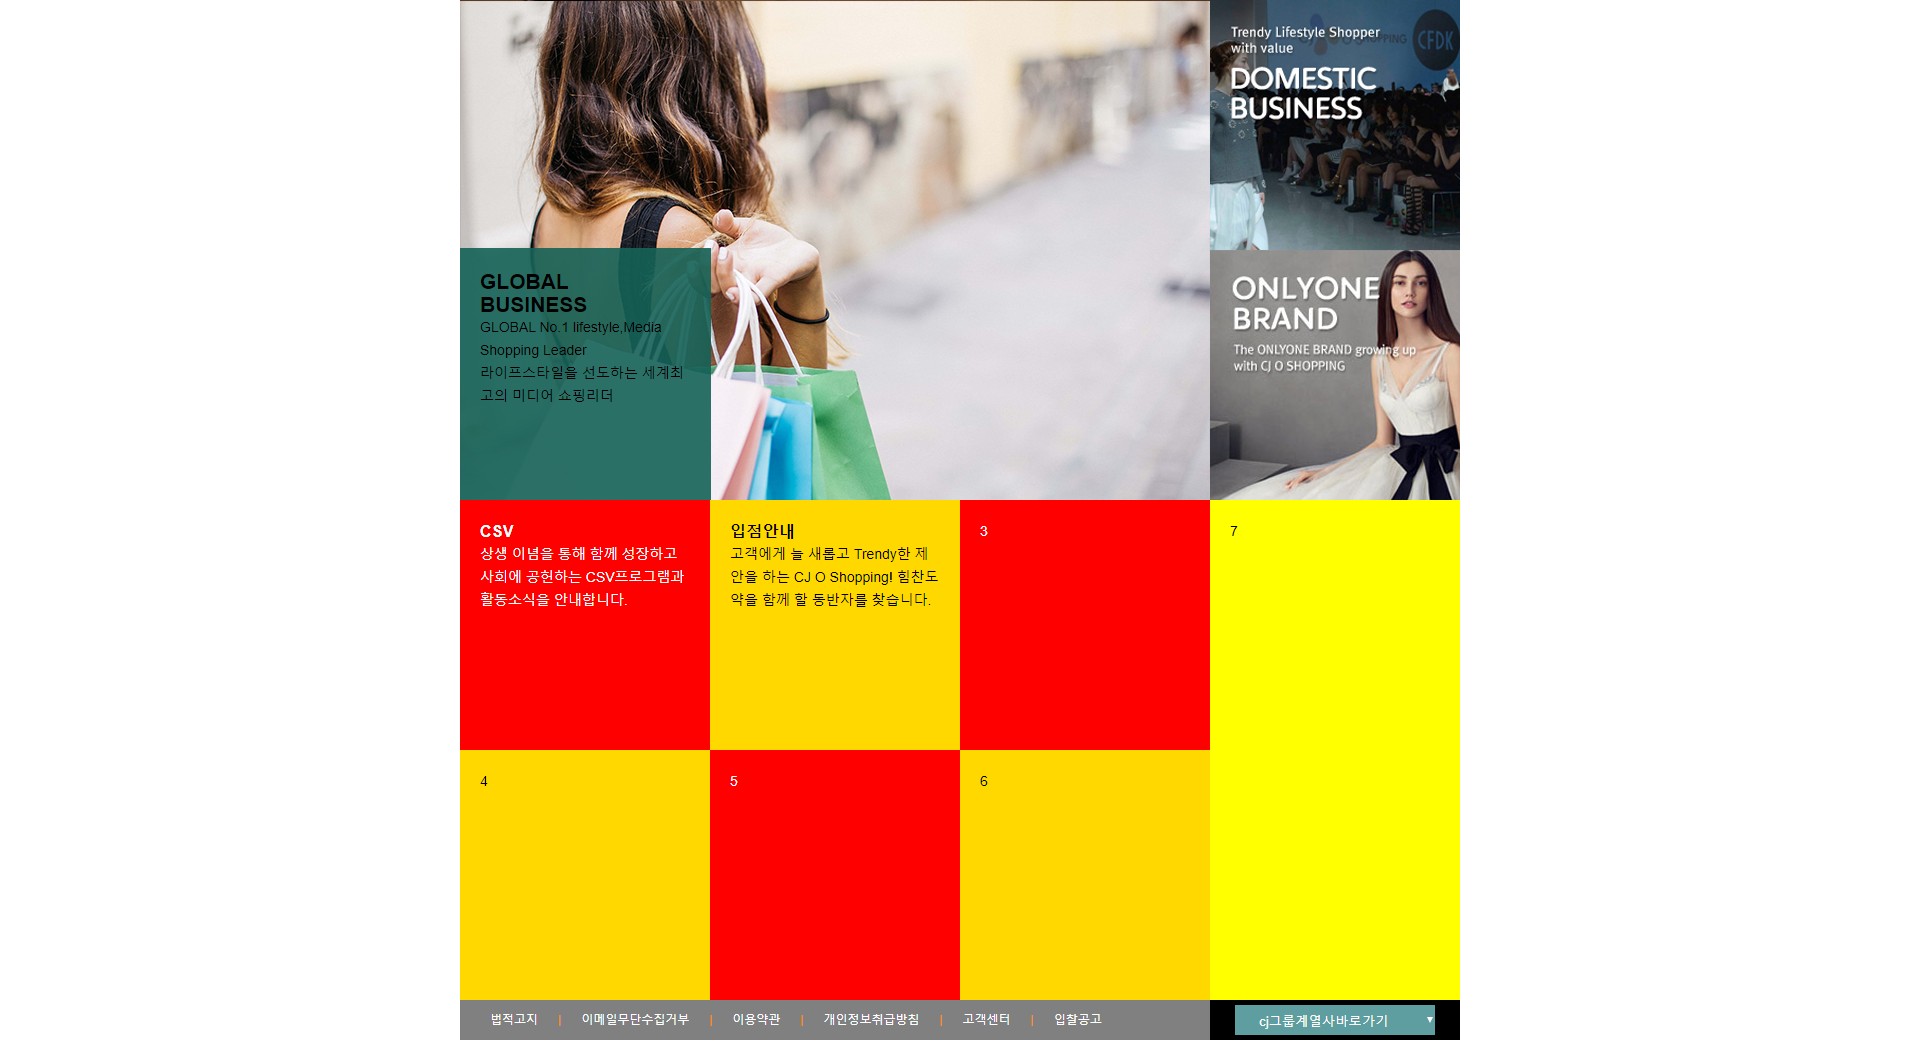 Trendy Lifestyle Shopper
with value
CFDK
DOMESTIC
BUSINESS
GLOBAL
BUSINESS
GLOBAL No.1 lifestyle,Media
Shopping Leader
라이프스타일을 선도하는 세계최
고의 미디어 쇼핑리더
ONLYONE
BRAND
The ONLYONE BRAND growing up
with CJ O SHOPPING
CSV
상생 이념을 통해 함께 성장하고
사회에 공헌하는 CSV프로그램과
활동소식을 안내합니다.
입점안내
고객에게 늘 새롭고 Trendy한 제
안을 하는 CJ O Shopping! 힘찬도
약을 함께 할 동반자를 찾습니다.
3
7
4
5
6
법적고지 | 이메일무단수집거부 | 이용약관 | 개인정보취급방침 | 고객센터 | 입찰공고
cj그룹계열사바로가기